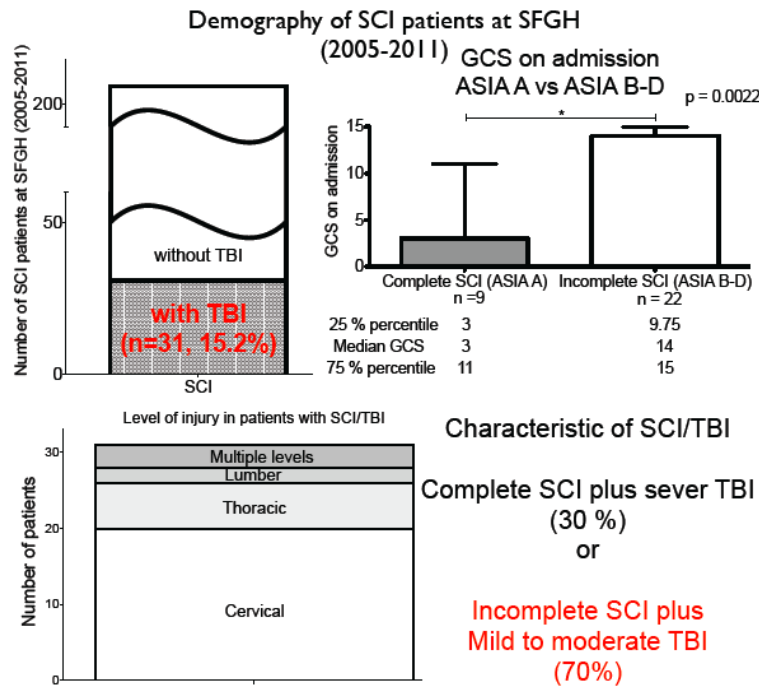 Demography of SCI patients at SFGH
(2005-2011)
Number of SCI patients at SFGH (2005-2011)
200
50
0
without TBI
with TBI
(n=31, 15.2%)
SCI
GCS on admission
ASIA A vs ASIA B-D
p = 0.0022
*
GCS on admission
15
10
5
0
Complete SCI (ASIA A) Incomplete SCI (ASIA B-D)
n =9 n = 22
25 % percentile 3 9.75
Median GCS 3 14
75 % percentile 11 15
Level of injury in patients with SCI/TBI
Number of patients
30
20
10
0
Multiple levels
Lumber
Thoracic
Cervical
Characteristic of SCI/TBI
Complete SCI plus sever TBI
(30 %)
or
Incomplete SCI plus
Mild to moderate TBI
(70%)